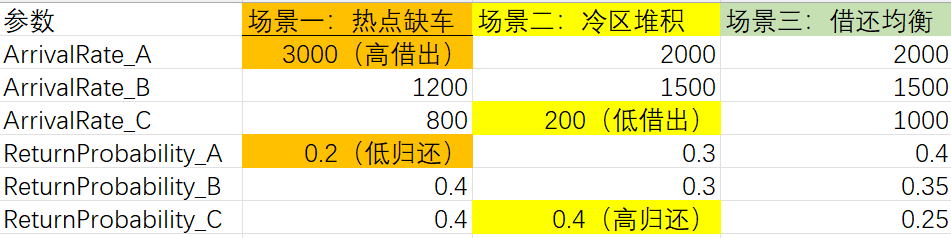 参数 场景一：热点缺车 场景二：冷区堆积 场景三：借还均衡
ArrivalRate_A 3000（高借出） 2000 2000
ArrivalRate_B 1200 1500 1500
ArrivalRate_C 800 200（低借出） 1000
ReturnProbability_A 0.2（低归还） 0.3 0.4
ReturnProbability_B 0.4 0.3 0.35
ReturnProbability_C 0.4 0.4（高归还） 0.25